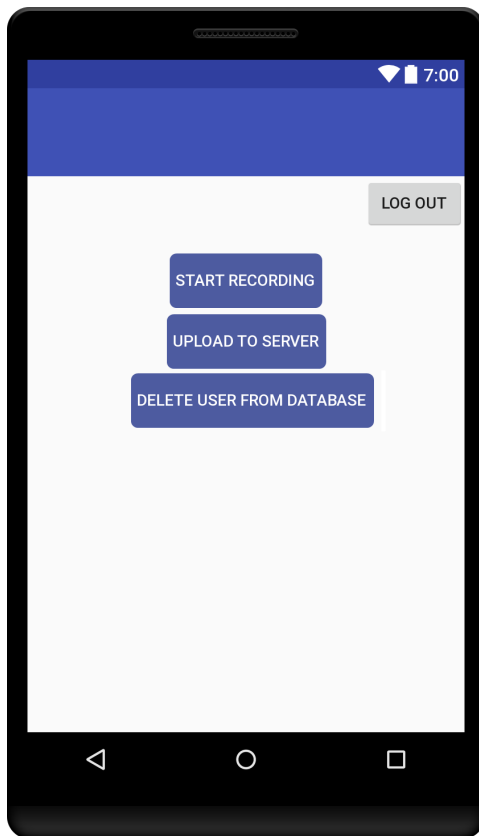 7:00
LOG OUT
START RECORDING
UPLOAD TO SERVER
DELETE USER FROM DATABASE